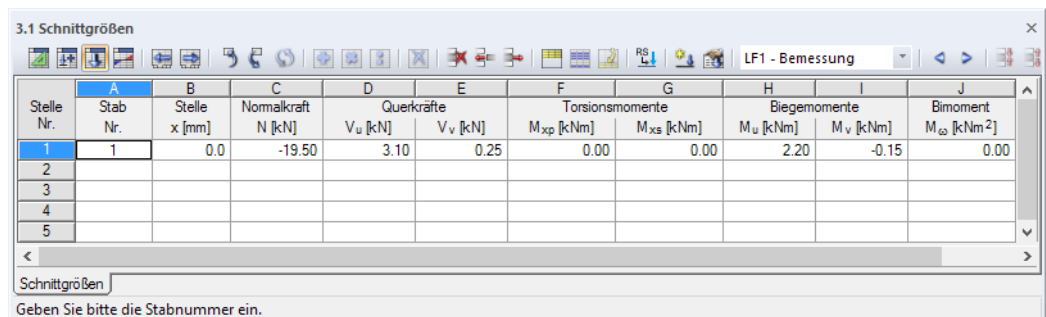 3.1 Schnittgrößen
RS
LF1 - Bemessung
A B C D E F G H I J
Stelle Stab Stelle Normalkraft Querkräfte Torsionsmomente Biegemomente Bimoment
Nr. Nr. x [mm] N [kN] Vu [kN] Vv [kN] Mxp [kNm] Mxs [kNm] Mu [kNm] Mv [kNm] Mω [kNm²]
1 1 0.0 -19.50 3.10 0.25 0.00 0.00 2.20 -0.15 0.00
2
3
4
5
Schnittgrößen
Geben Sie bitte die Stabnummer ein.